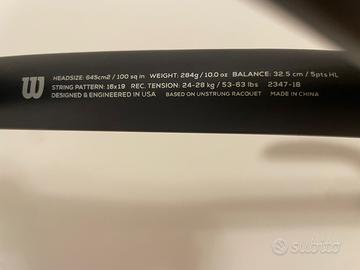 W
HEADSIZE: 645cm2 / 100 sq in WEIGHT: 284g / 10.0 oz BALANCE: 32.5 cm / 5pts HL
STRING PATTERN: 16x19 REC. TENSION: 24-28 kg / 53-63 lbs 2347-18
DESIGNED & ENGINEERED IN USA BASED ON UNSTRUNG RACQUET MADE IN CHINA
subito